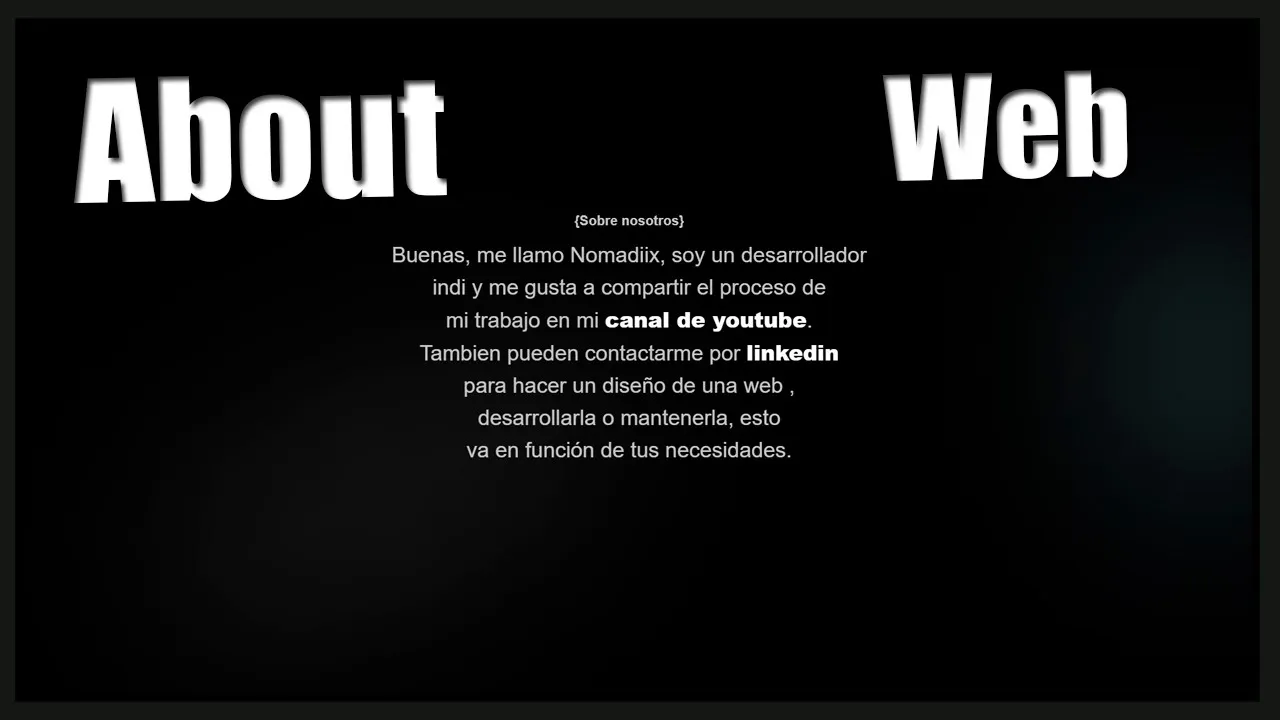 About
Web
{Sobre nosotros}
Buenas, me llamo Nomadiix, soy un desarrollador
indi y me gusta a compartir el proceso de
mi trabajo en mi canal de youtube.
Tambien pueden contactarme por linkedin
para hacer un diseño de una web ,
desarrollarla o mantenerla, esto
va en función de tus necesidades.